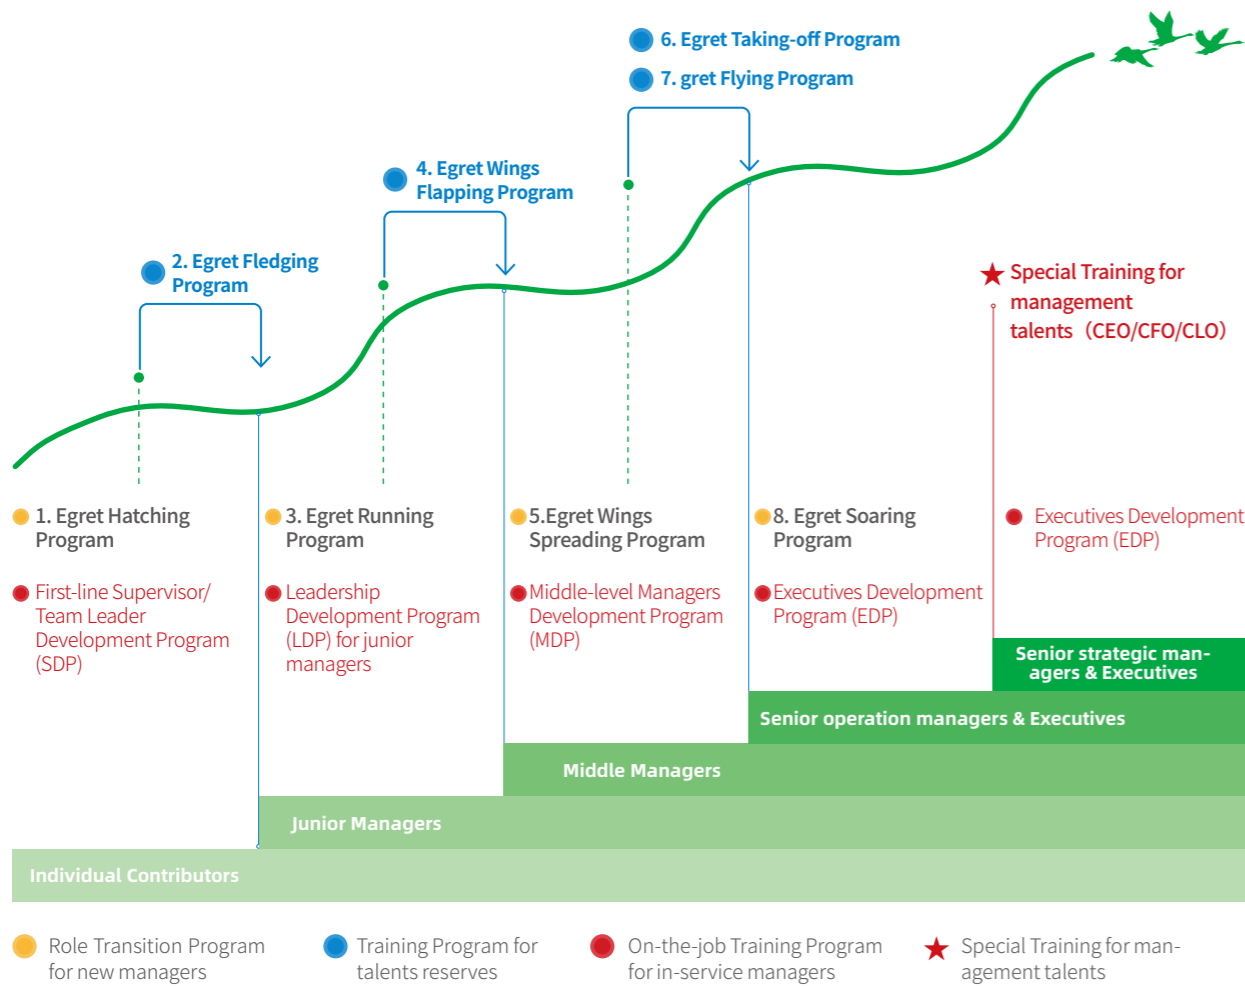 6. Egret Taking-off Program
7. gret Flying Program
4. Egret Wings
Flapping Program
2. Egret Fledging
Program
Special Training for
management
talents（CEO/CFO/CLO）
1. Egret Hatching
Program
First-line Supervisor/
Team Leader
Development Program
(SDP)
3. Egret Running
Program
Leadership
Development Program
(LDP) for junior
managers
5.Egret Wings
Spreading Program
Middle-level Managers
Development Program
(MDP)
8. Egret Soaring
Program
Executives Development
Program (EDP)
Executives Development
Program (EDP)
Senior strategic man-
agers & Executives
Senior operation managers & Executives
Middle Managers
Junior Managers
Individual Contributors
Role Transition Program
for new managers
Training Program for
talents reserves
On-the-job Training Program
for in-service managers
Special Training for man-
agement talents